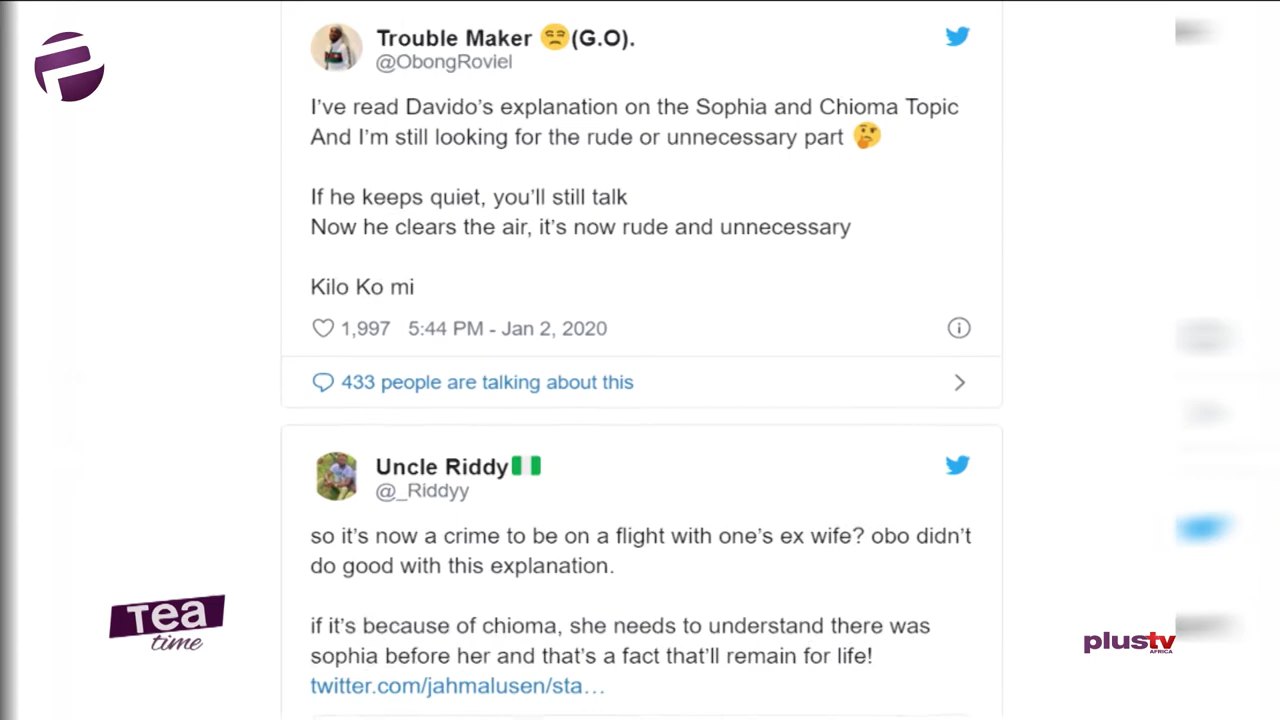 Trouble Maker 😒(G.O).
@ObongRoviel
I've read Davido's explanation on the Sophia and Chioma Topic
And I'm still looking for the rude or unnecessary part 🤔
If he keeps quiet, you'll still talk
Now he clears the air, it's now rude and unnecessary
Kilo Ko mi
1,997 5:44 PM - Jan 2, 2020
433 people are talking about this
Uncle Riddy🇳🇬
@_Riddyy
so it's now a crime to be on a flight with one's ex wife? obo didn't
do good with this explanation.
if it's because of chioma, she needs to understand there was
sophia before her and that's a fact that'll remain for life!
twitter.com/jahmalusen/sta…
Tea
time
plustv
AFRICA